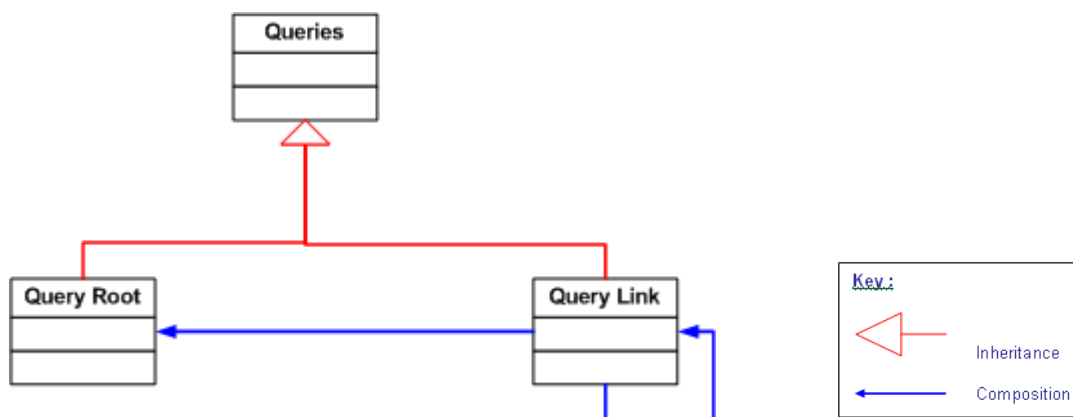 Queries
Query Root
Query Link
Key :
Inheritance
Composition